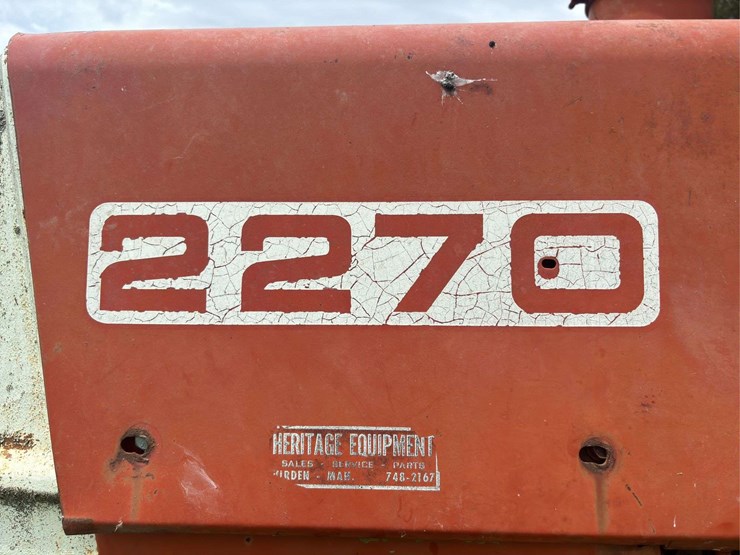 2270
HERITAGE EQUIPMENT
SALES - SERVICE - PARTS
VIRDEN - MAN. 748-2167